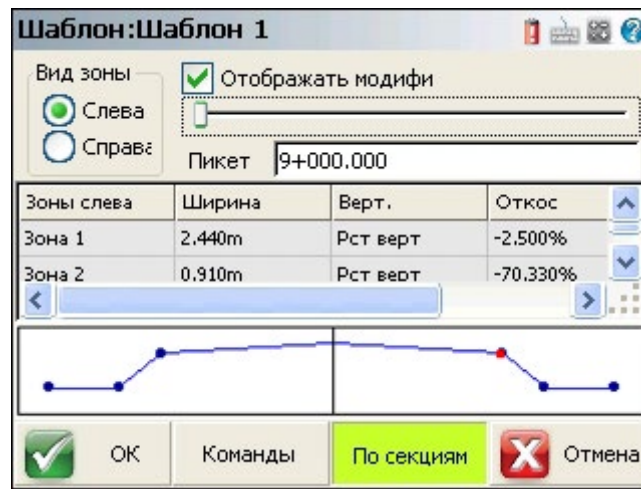 Шаблон:Шаблон 1
Вид зоны
Отображать модифи
Слева
Справа
Пикет 9+000.000
Зоны слева Ширина Верт. Откос
Зона 1 2.440m Рст верт -2.500%
Зона 2 0.910m Рст верт -70.330%
ОК Команды По секциям Отмена